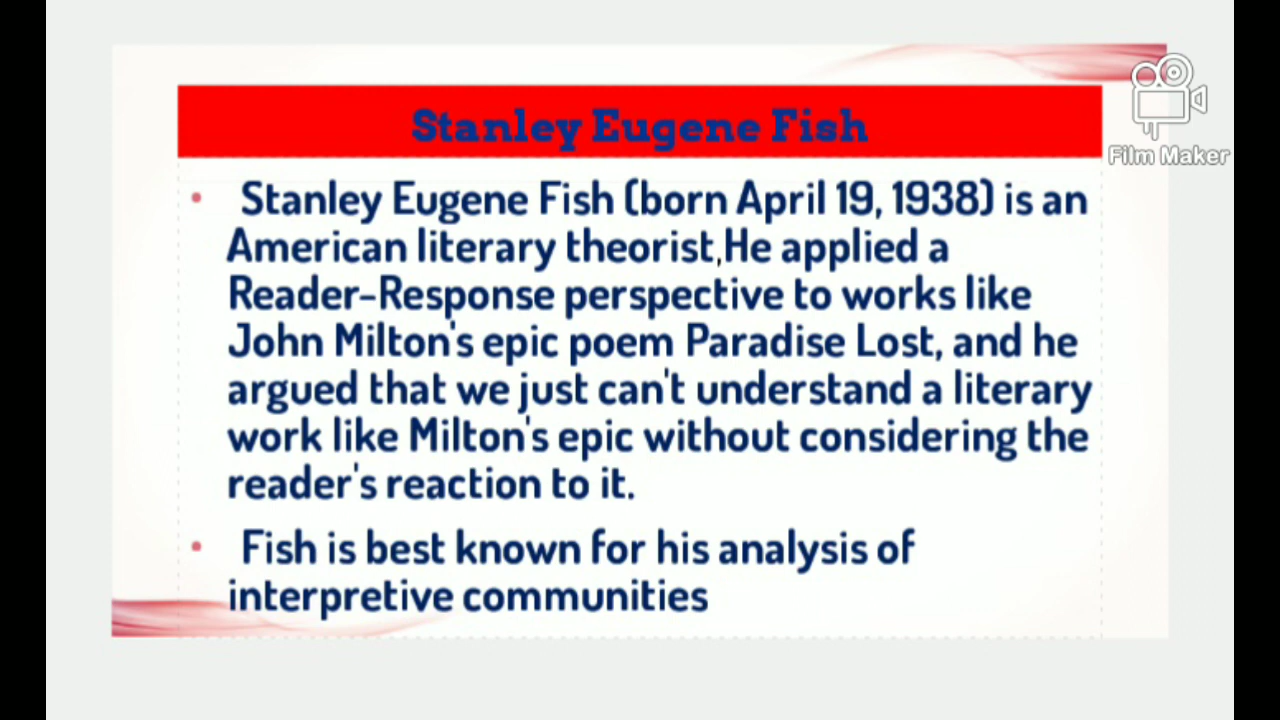 Stanley Eugene Fish
Film Maker
• Stanley Eugene Fish (born April 19, 1938) is an
American literary theorist,He applied a
Reader-Response perspective to works like
John Milton's epic poem Paradise Lost, and he
argued that we just can't understand a literary
work like Milton's epic without considering the
reader's reaction to it.
• Fish is best known for his analysis of
interpretive communities